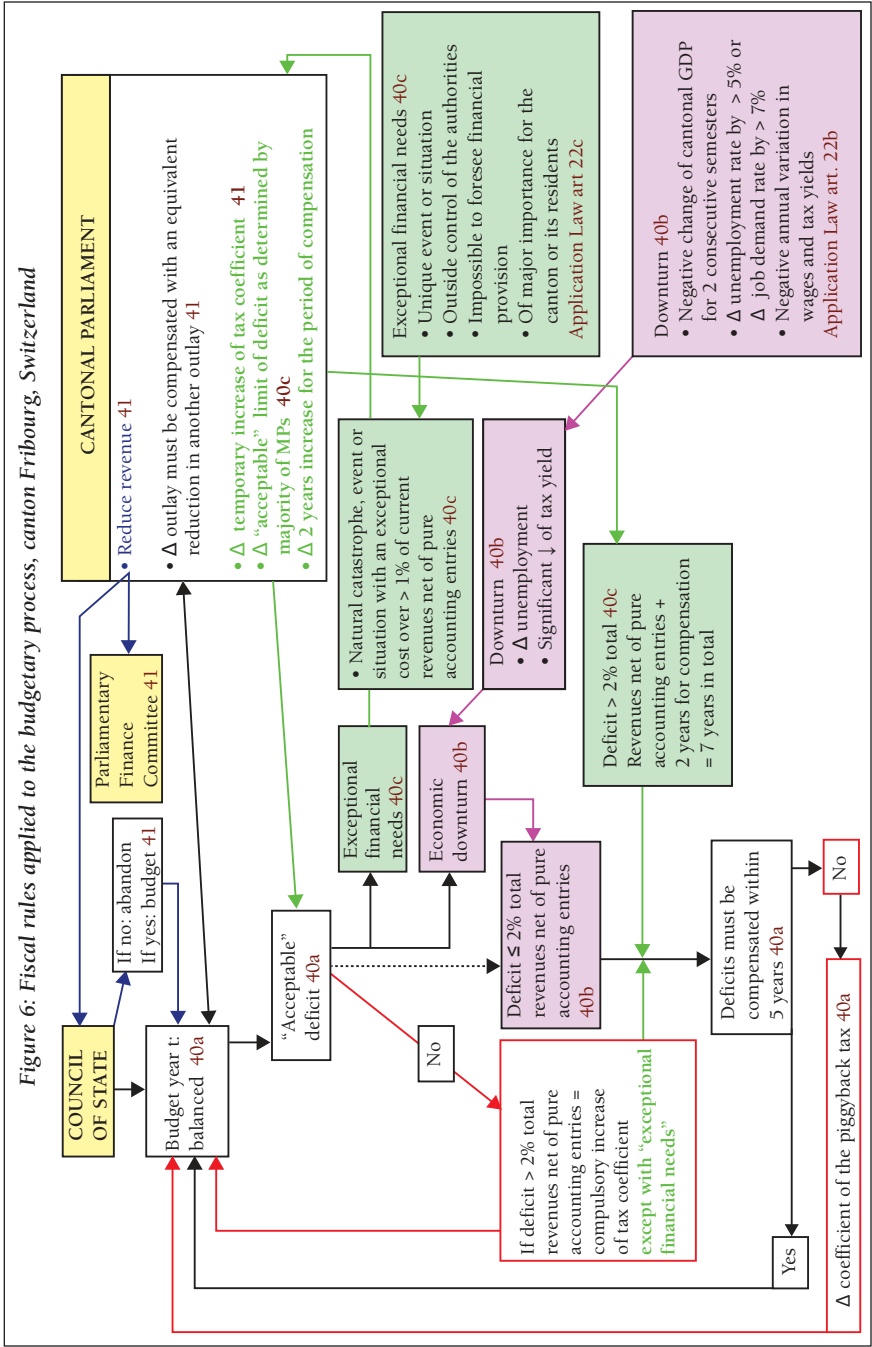 Figure 6: Fiscal rules applied to the budgetary process, canton Fribourg, Switzerland
COUNCIL
OF STATE
If no: abandon
If yes: budget 41
Parliamentary
Finance
Committee 41
CANTONAL PARLIAMENT
• Reduce revenue 41
• Δ outlay must be compensated with an equivalent
reduction in another outlay 41
• Δ temporary increase of tax coefficient 41
• Δ “acceptable” limit of deficit as determined by
majority of MPs 40c
• Δ 2 years increase for the period of compensation
Budget year t:
balanced 40a
“Acceptable”
deficit 40a
No
Exceptional
financial
needs 40c
• Natural catastrophe, event or
situation with an exceptional
cost over > 1% of current
revenues net of pure
accounting entries 40c
Exceptional financial needs 40c
• Unique event or situation
• Outside control of the authorities
• Impossible to foresee financial
provision
• Of major importance for the
canton or its residents
Application Law art 22c
Economic
downturn 40b
Downturn 40b
• Δ unemployment
• Significant ↓ of tax yield
Downturn 40b
• Negative change of cantonal GDP
for 2 consecutive semesters
• Δ unemployment rate by > 5% or
Δ job demand rate by > 7%
• Negative annual variation in
wages and tax yields
Application Law art. 22b
If deficit > 2% total
revenues net of pure
accounting entries =
compulsory increase
of tax coefficient
except with “exceptional
financial needs”
Deficit ≤ 2% total
revenues net of pure
accounting entries
40b
Deficit > 2% total 40c
Revenues net of pure
accounting entries +
2 years for compensation
= 7 years in total
Deficits must be
compensated within
5 years 40a
Yes
No
Δ coefficient of the piggyback tax 40a